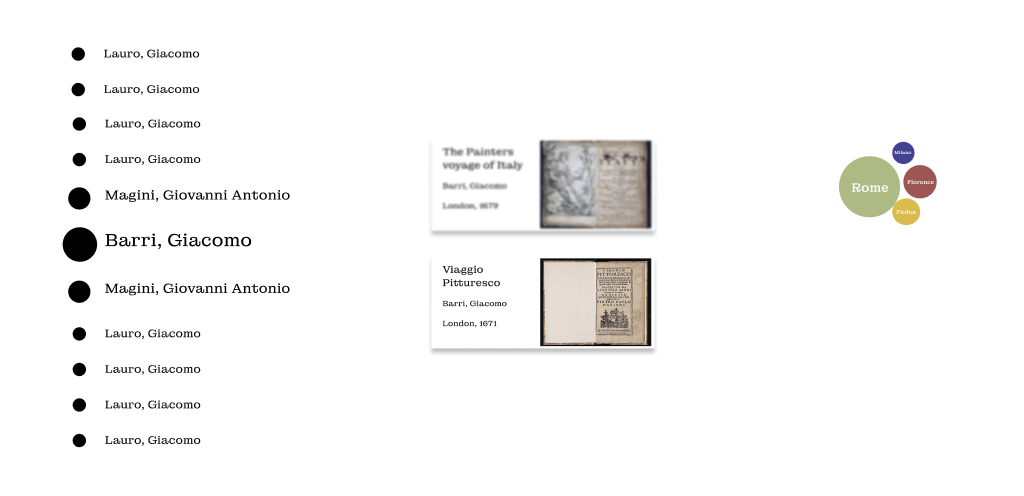 Lauro, Giacomo
Lauro, Giacomo
Lauro, Giacomo
Lauro, Giacomo
Magini, Giovanni Antonio
Barri, Giacomo
Magini, Giovanni Antonio
Lauro, Giacomo
Lauro, Giacomo
Lauro, Giacomo
Lauro, Giacomo
The Painters
voyage of Italy
Barri, Giacomo
London, 1679
Viaggio
Pitturesco
Barri, Giacomo
London, 1671
VIAGGIO
PITTORESCO
Milano
Rome
Florence
Padua